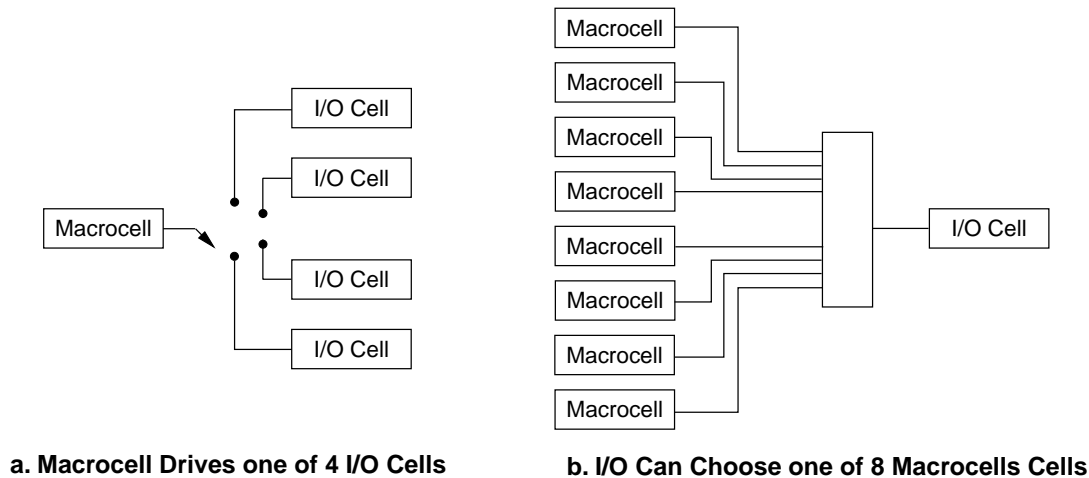 I/O Cell
I/O Cell
Macrocell
I/O Cell
I/O Cell
a. Macrocell Drives one of 4 I/O Cells
Macrocell
Macrocell
Macrocell
Macrocell
Macrocell
Macrocell
Macrocell
Macrocell
I/O Cell
b. I/O Can Choose one of 8 Macrocells Cells